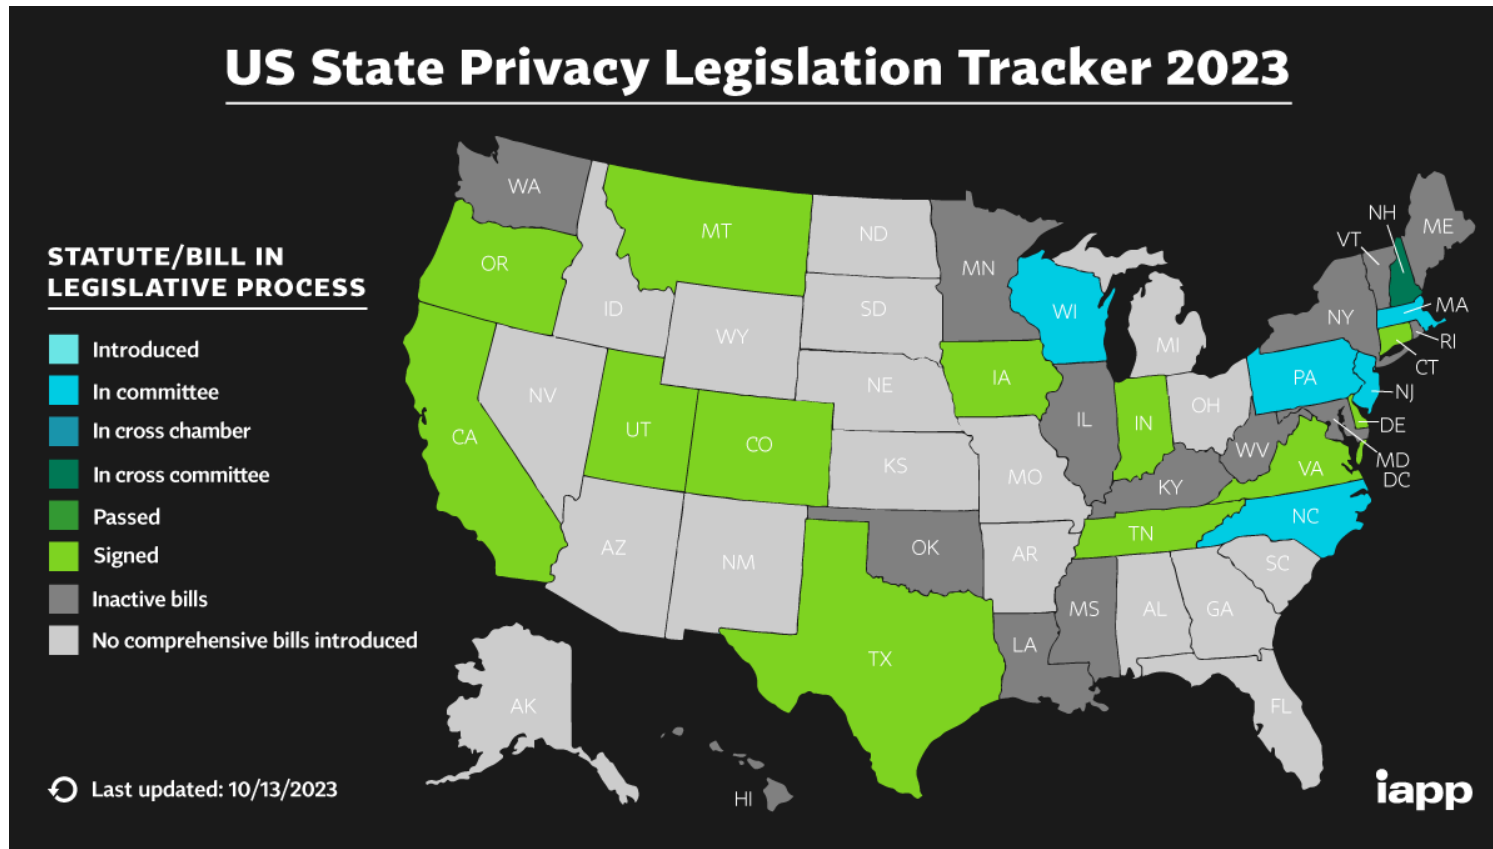 US State Privacy Legislation Tracker 2023
STATUTE/BILL IN
LEGISLATIVE PROCESS
Introduced
In committee
In cross chamber
In cross committee
Passed
Signed
Inactive bills
No comprehensive bills introduced
Last updated: 10/13/2023
WA
OR
CA
ID
NV
MT
WY
UT
CO
AZ
NM
ND
SD
NE
KS
OK
TX
MN
IA
MO
AR
LA
WI
IL
MS
MI
IN
KY
TN
AL
OH
WV
GA
FL
SC
NC
VA
PA
NY
VT
NH
ME
MA
RI
CT
NJ
DE
MD
DC
AK
HI
iapp